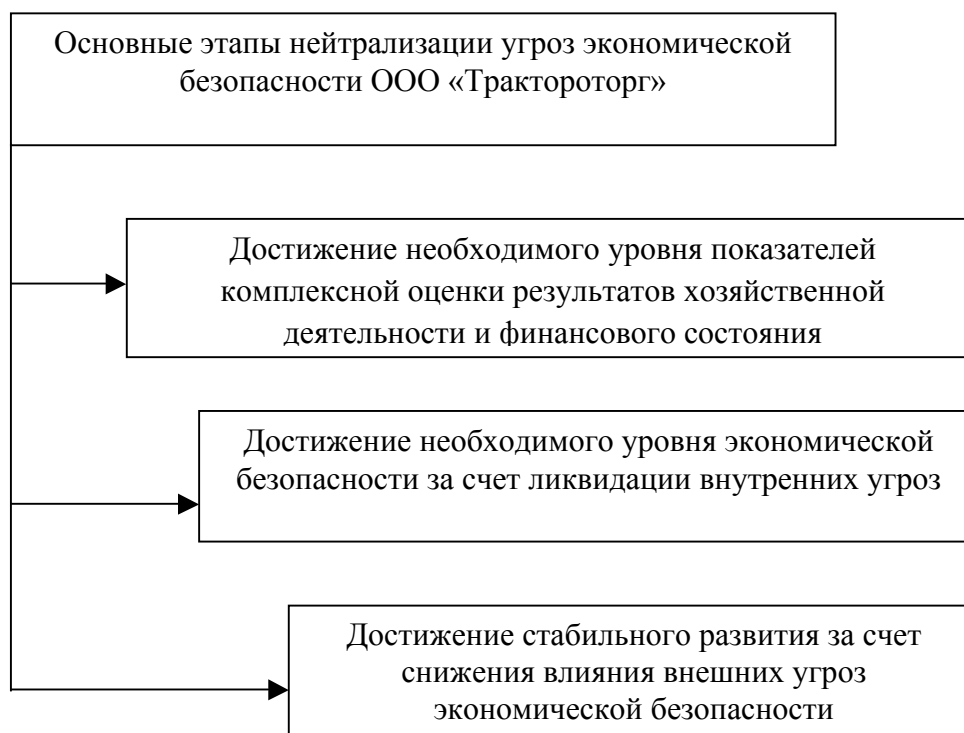 Основные этапы нейтрализации угроз экономической
безопасности ООО «Трактороторг»
Достижение необходимого уровня показателей
комплексной оценки результатов хозяйственной
деятельности и финансового состояния
Достижение необходимого уровня экономической
безопасности за счет ликвидации внутренних угроз
Достижение стабильного развития за счет
снижения влияния внешних угроз
экономической безопасности